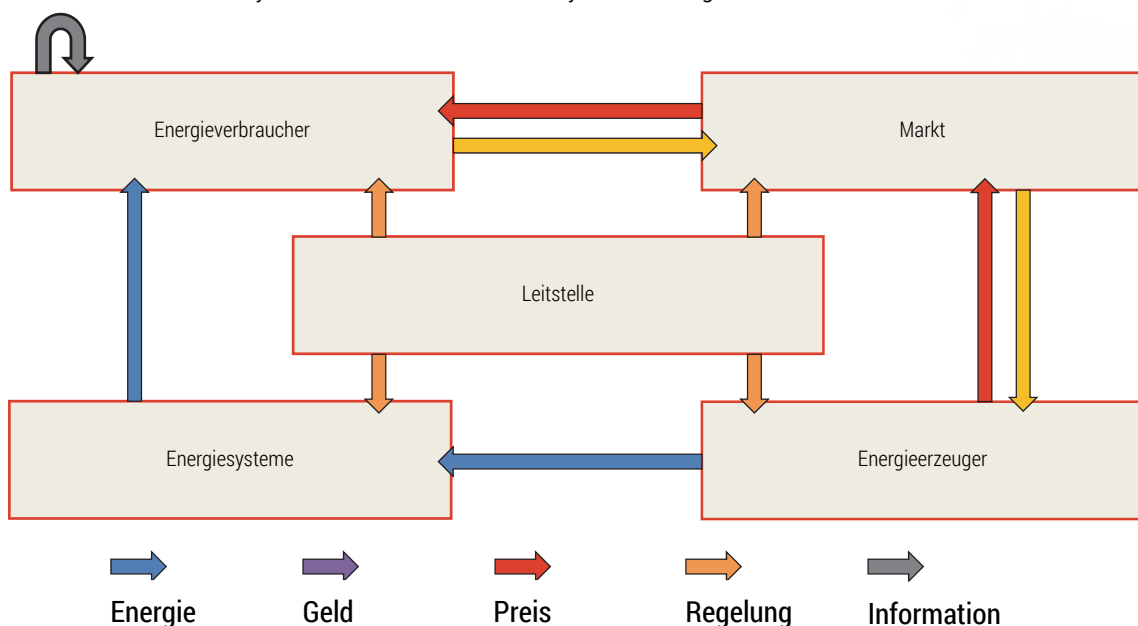 Energieverbraucher
Markt
Leitstelle
Energiesysteme
Energieerzeuger
Energie
Geld
Preis
Regelung
Information